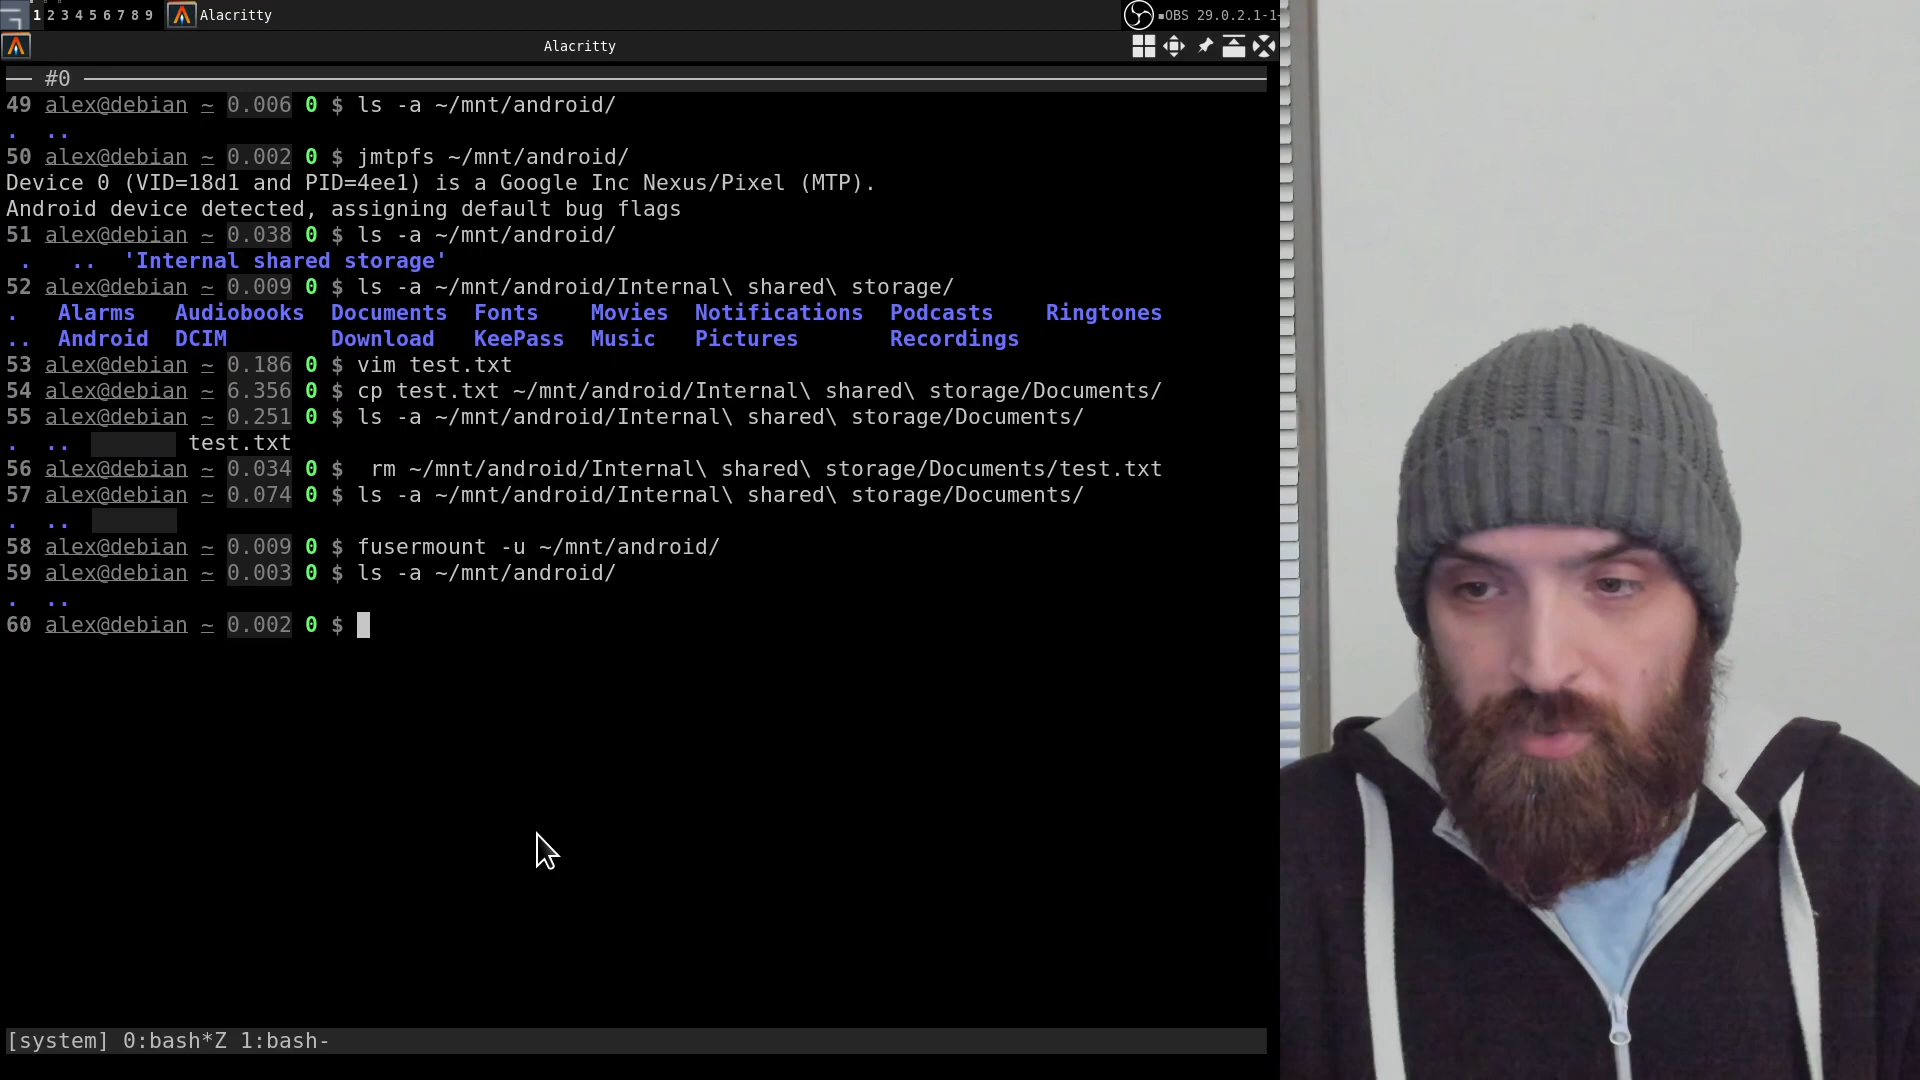 1 2 3 4 5 6 7 8 9 Alacritty ▪OBS 29.0.2.1-1-
Alacritty
── #0 ──
49 alex@debian ~ 0.006 0 $ ls -a ~/mnt/android/
. ..
50 alex@debian ~ 0.002 0 $ jmtpfs ~/mnt/android/
Device 0 (VID=18d1 and PID=4ee1) is a Google Inc Nexus/Pixel (MTP).
Android device detected, assigning default bug flags
51 alex@debian ~ 0.038 0 $ ls -a ~/mnt/android/
. .. 'Internal shared storage'
52 alex@debian ~ 0.009 0 $ ls -a ~/mnt/android/Internal\ shared\ storage/
. Alarms Audiobooks Documents Fonts Movies Notifications Podcasts Ringtones
.. Android DCIM Download KeePass Music Pictures Recordings
53 alex@debian ~ 0.186 0 $ vim test.txt
54 alex@debian ~ 6.356 0 $ cp test.txt ~/mnt/android/Internal\ shared\ storage/Documents/
55 alex@debian ~ 0.251 0 $ ls -a ~/mnt/android/Internal\ shared\ storage/Documents/
. .. test.txt
56 alex@debian ~ 0.034 0 $  rm ~/mnt/android/Internal\ shared\ storage/Documents/test.txt
57 alex@debian ~ 0.074 0 $ ls -a ~/mnt/android/Internal\ shared\ storage/Documents/
. ..
58 alex@debian ~ 0.009 0 $ fusermount -u ~/mnt/android/
59 alex@debian ~ 0.003 0 $ ls -a ~/mnt/android/
. ..
60 alex@debian ~ 0.002 0 $
[system] 0:bash*Z 1:bash-